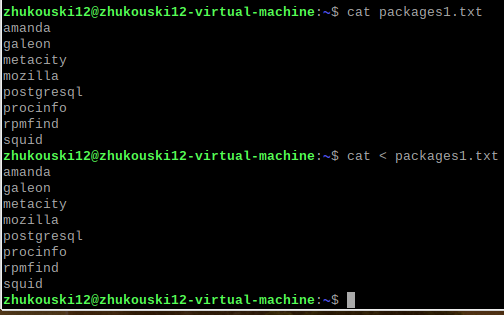 zhukouski12@zhukouski12-virtual-machine:~$ cat packages1.txt
amanda
galeon
metacity
mozilla
postgresql
procinfo
rpmfind
squid
zhukouski12@zhukouski12-virtual-machine:~$ cat < packages1.txt
amanda
galeon
metacity
mozilla
postgresql
procinfo
rpmfind
squid
zhukouski12@zhukouski12-virtual-machine:~$